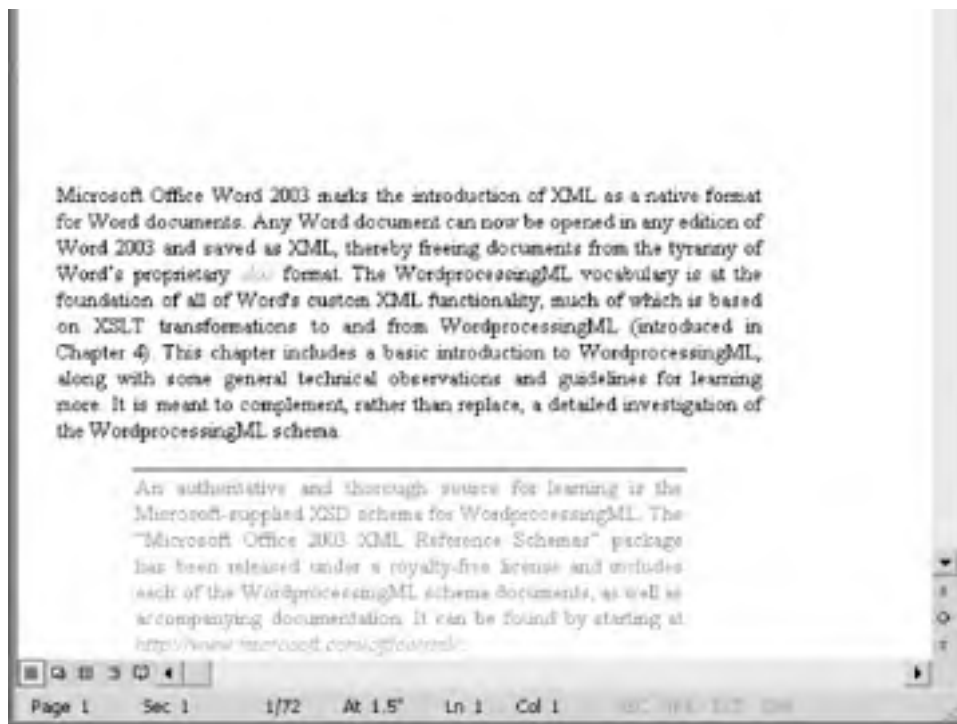 Microsoft Office Word 2003 marks the introduction of XML as a native format
for Word documents. Any Word document can now be opened in any edition of
Word 2003 and saved as XML, thereby freeing documents from the tyranny of
Word's proprietary .doc format. The WordprocessingML vocabulary is at the
foundation of all of Word's custom XML functionality, much of which is based
on XSLT transformations to and from WordprocessingML (introduced in
Chapter 4). This chapter includes a basic introduction to WordprocessingML,
along with some general technical observations and guidelines for learning
more. It is meant to complement, rather than replace, a detailed investigation of
the WordprocessingML schema.
An authoritative and thorough source for learning is the
Microsoft-supplied XSD schema for WordprocessingML. The
"Microsoft Office 2003 XML Reference Schemas" package
has been released under a royalty-free license and includes
each of the WordprocessingML schema documents, as well as
accompanying documentation. It can be found by starting at
http://www.microsoft.com/office/xml/.
Page 1 Sec 1 1/72 At 1.5" Ln 1 Col 1